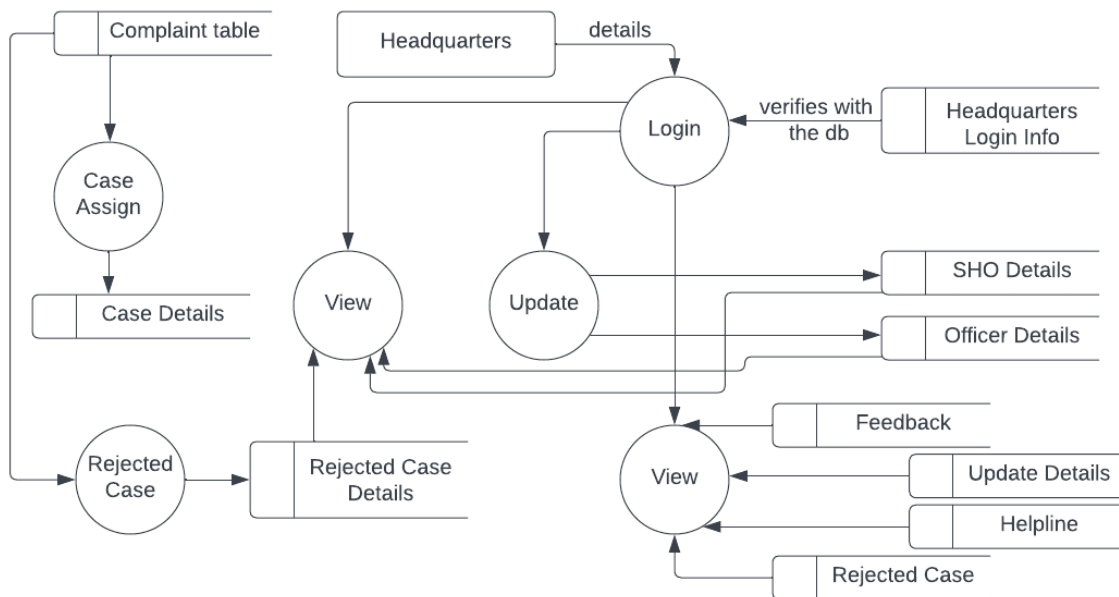 Complaint table
Headquarters
details
Login
verifies with
the db
Headquarters
Login Info
Case
Assign
Case Details
View
Update
SHO Details
Officer Details
Rejected
Case
Rejected Case
Details
View
Feedback
Update Details
Helpline
Rejected Case